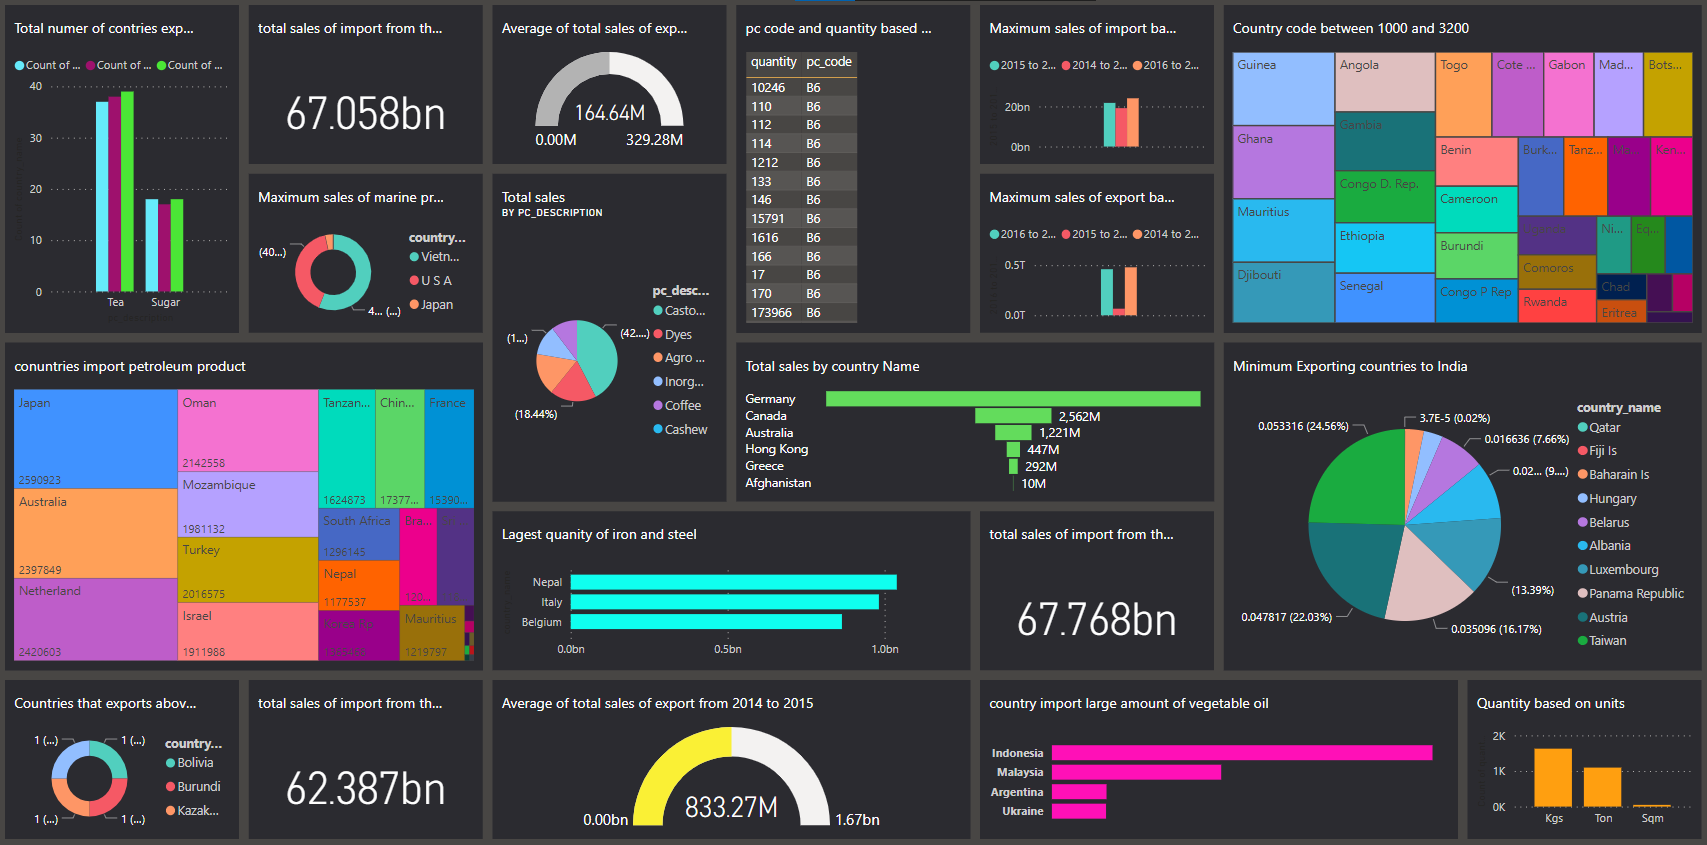 Total numer of contries exp...
Count of ... Count of ... Count of ...
40
30
20
10
0
Tea Sugar
total sales of import from th...
67.058bn
Average of total sales of exp...
164.64M
0.00M 329.28M
pc code and quantity based ...
quantity pc_code
10246 B6
110 B6
112 B6
114 B6
1212 B6
133 B6
146 B6
15791 B6
1616 B6
166 B6
17 B6
170 B6
173966 B6
Maximum sales of import ba...
2015 to 2... 2014 to 2... 2016 to 2...
20bn
0bn
Country code between 1000 and 3200
Guinea
Ghana
Mauritius
Djibouti
Angola
Gambia
Congo D. Rep.
Ethiopia
Senegal
Togo
Cote ...
Gabon
Mad...
Bots...
Benin
Cameroon
Burundi
Congo P Rep
Burk...
Tanz...
Ken...
Comoros
Rwanda
Ni...
Eq...
Chad
Eritrea
Maximum sales of marine pr...
(40...)
4... (...)
country...
Vietn...
U S A
Japan
Total sales
BY PC_DESCRIPTION
(1...)
(42....)
(18.44%)
pc_desc...
Casto...
Dyes
Agro ...
Inorg...
Coffee
Cashew
Maximum sales of export ba...
2016 to 2... 2015 to 2... 2014 to 2...
0.5T
0.0T
conuntries import petroleum product
Japan
2590923
Australia
2397849
Netherland
2420603
Oman
2142558
Mozambique
1981132
Turkey
2016575
Israel
1911988
Tanzan...
1624873
Chin...
17377...
France
15390...
South Africa
1296145
Nepal
1177537
Korea Rp
Bra...
Mauritius
1219797
Total sales by country Name
Germany
Canada 2,562M
Australia 1,221M
Hong Kong 447M
Greece 292M
Afghanistan 10M
Minimum Exporting countries to India
0.053316 (24.56%)
3.7E-5 (0.02%)
0.016636 (7.66%)
0.02... (9....)
(13.39%)
0.035096 (16.17%)
0.047817 (22.03%)
country_name
Qatar
Fiji Is
Baharain Is
Hungary
Belarus
Albania
Luxembourg
Panama Republic
Austria
Taiwan
Lagest quanity of iron and steel
Nepal
Italy
Belgium
0.0bn 0.5bn 1.0bn
total sales of import from th...
67.768bn
Countries that exports abov...
1 (...) 1 (...)
1 (...) 1 (...)
country...
Bolivia
Burundi
Kazak...
total sales of import from th...
62.387bn
Average of total sales of export from 2014 to 2015
833.27M
0.00bn 1.67bn
country import large amount of vegetable oil
Indonesia
Malaysia
Argentina
Ukraine
Quantity based on units
2K
1K
0K
Kgs Ton Sqm